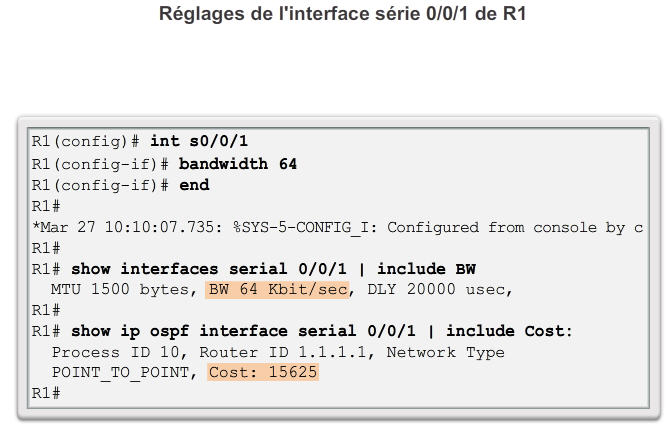 Réglages de l'interface série 0/0/1 de R1
R1(config)# int s0/0/1
R1(config-if)# bandwidth 64
R1(config-if)# end
R1#
*Mar 27 10:10:07.735: %SYS-5-CONFIG_I: Configured from console by c
R1#
R1# show interfaces serial 0/0/1 | include BW
MTU 1500 bytes, BW 64 Kbit/sec, DLY 20000 usec,
R1#
R1# show ip ospf interface serial 0/0/1 | include Cost:
Process ID 10, Router ID 1.1.1.1, Network Type
POINT_TO_POINT, Cost: 15625
R1#